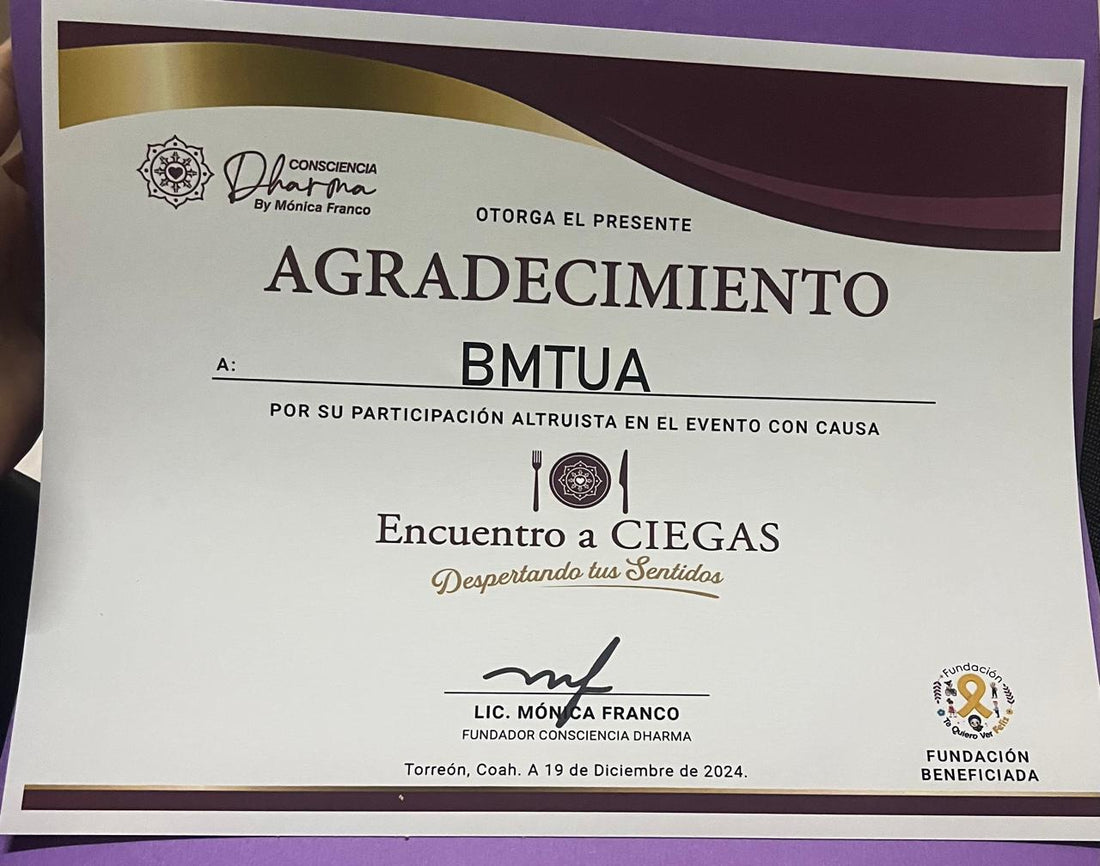 CONSCIENCIA
Dharma
By Mónica Franco
OTORGA EL PRESENTE
AGRADECIMIENTO
A: BMTUA
POR SU PARTICIPACIÓN ALTRUISTA EN EL EVENTO CON CAUSA
Encuentro a CIEGAS
Despertando tus Sentidos
mf
LIC. MÓNICA FRANCO
FUNDADOR CONSCIENCIA DHARMA
Torreón, Coah. A 19 de Diciembre de 2024.
Fundación
Te Quiero Ver Feliz
FUNDACIÓN
BENEFICIADA